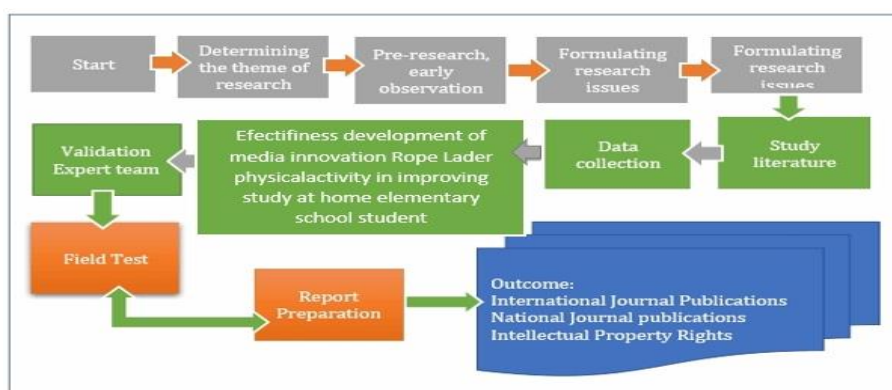 Start
Determining
the theme of
research
Pre-research,
early
observation
Formulating
research
issues
Formulating
research
issues
Study
literature
Data
collection
Efectifiness development of
media innovation Rope Lader
physicalactivity in improving
study at home elementary
school student
Validation
Expert team
Field Test
Report
Preparation
Outcome:
International Journal Publications
National Journal publications
Intellectual Property Rights